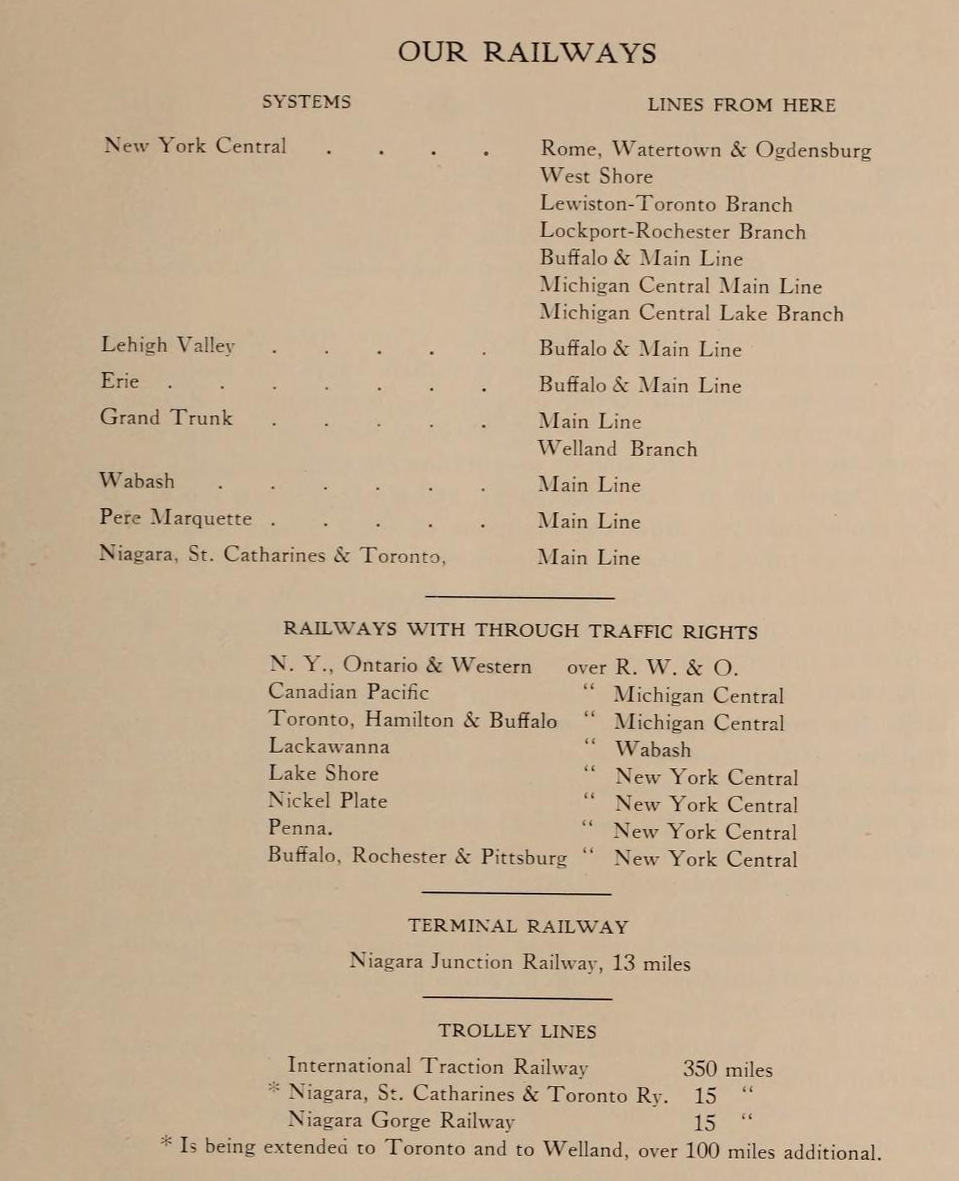 OUR RAILWAYS
SYSTEMS LINES FROM HERE
New York Central . . . . Rome, Watertown & Ogdensburg
West Shore
Lewiston-Toronto Branch
Lockport-Rochester Branch
Buffalo & Main Line
Michigan Central Main Line
Michigan Central Lake Branch
Lehigh Valley . . . . . Buffalo & Main Line
Erie . . . . . . . Buffalo & Main Line
Grand Trunk . . . . . Main Line
Welland Branch
Wabash . . . . . . Main Line
Pere Marquette . . . . . Main Line
Niagara, St. Catharines & Toronto, Main Line
RAILWAYS WITH THROUGH TRAFFIC RIGHTS
N. Y., Ontario & Western over R. W. & O.
Canadian Pacific “ Michigan Central
Toronto, Hamilton & Buffalo “ Michigan Central
Lackawanna “ Wabash
Lake Shore “ New York Central
Nickel Plate “ New York Central
Penna. “ New York Central
Buffalo, Rochester & Pittsburg “ New York Central
TERMINAL RAILWAY
Niagara Junction Railway, 13 miles
TROLLEY LINES
International Traction Railway 350 miles
* Niagara, St. Catharines & Toronto Ry. 15 “
Niagara Gorge Railway 15 “
* Is being extended to Toronto and to Welland, over 100 miles additional.